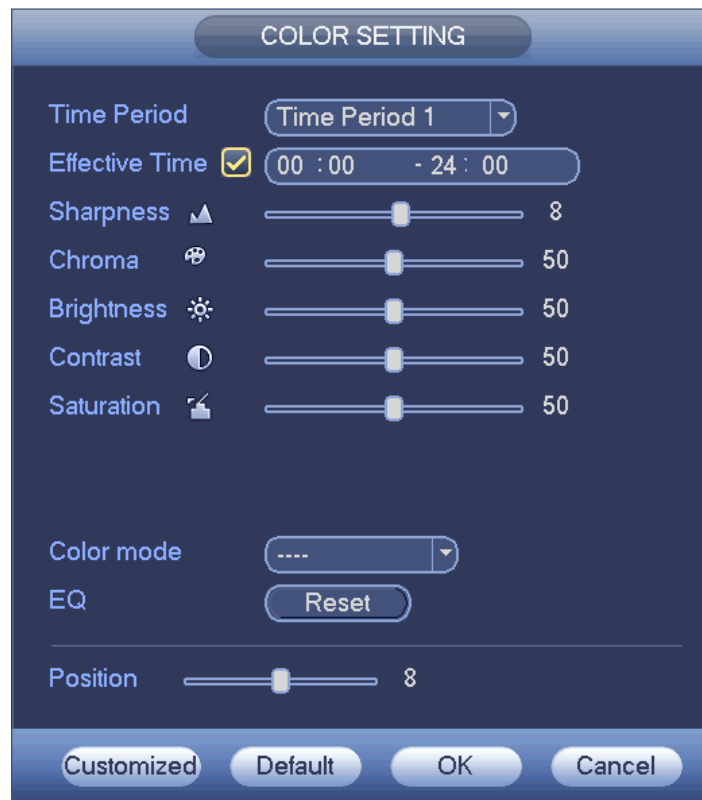 COLOR SETTING
Time Period Time Period 1
Effective Time 00 :00 - 24 : 00
Sharpness 8
Chroma 50
Brightness 50
Contrast 50
Saturation 50
Color mode ----
EQ Reset
Position 8
Customized Default OK Cancel